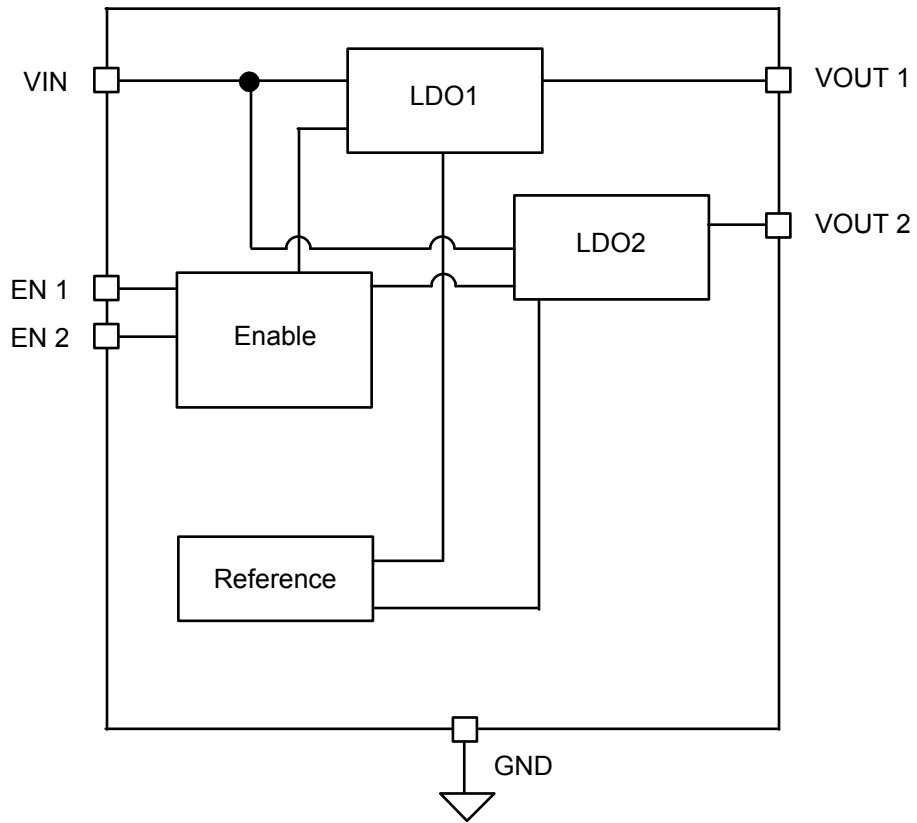 VIN
LDO1
VOUT 1
LDO2
VOUT 2
EN 1
EN 2
Enable
Reference
GND